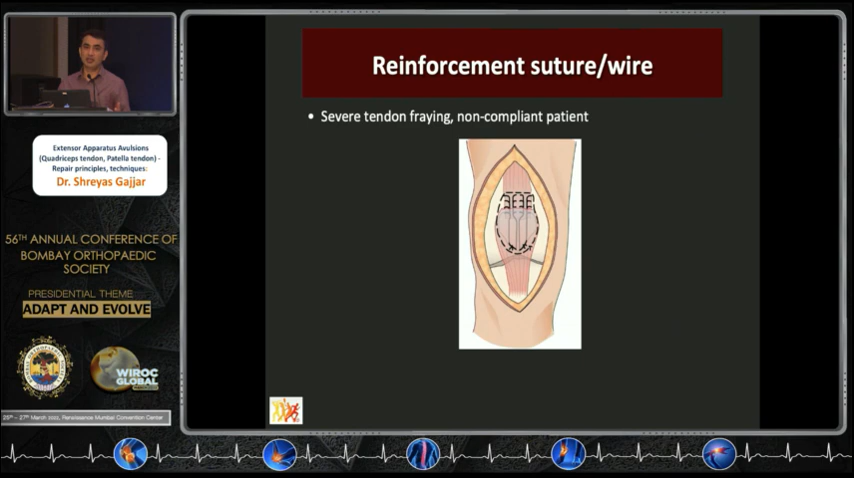 Extensor Apparatus Avulsions
(Quadriceps tendon, Patella tendon) -
Repair principles, techniques:
Dr. Shreyas Gajjar
56TH ANNUAL CONFERENCE OF
BOMBAY ORTHOPAEDIC
SOCIETY
PRESIDENTIAL THEME
ADAPT AND EVOLVE
WIROC
GLOBAL
25th - 27th March 2022, Renaissance Mumbai Convention Center
Reinforcement suture/wire
• Severe tendon fraying, non-compliant patient